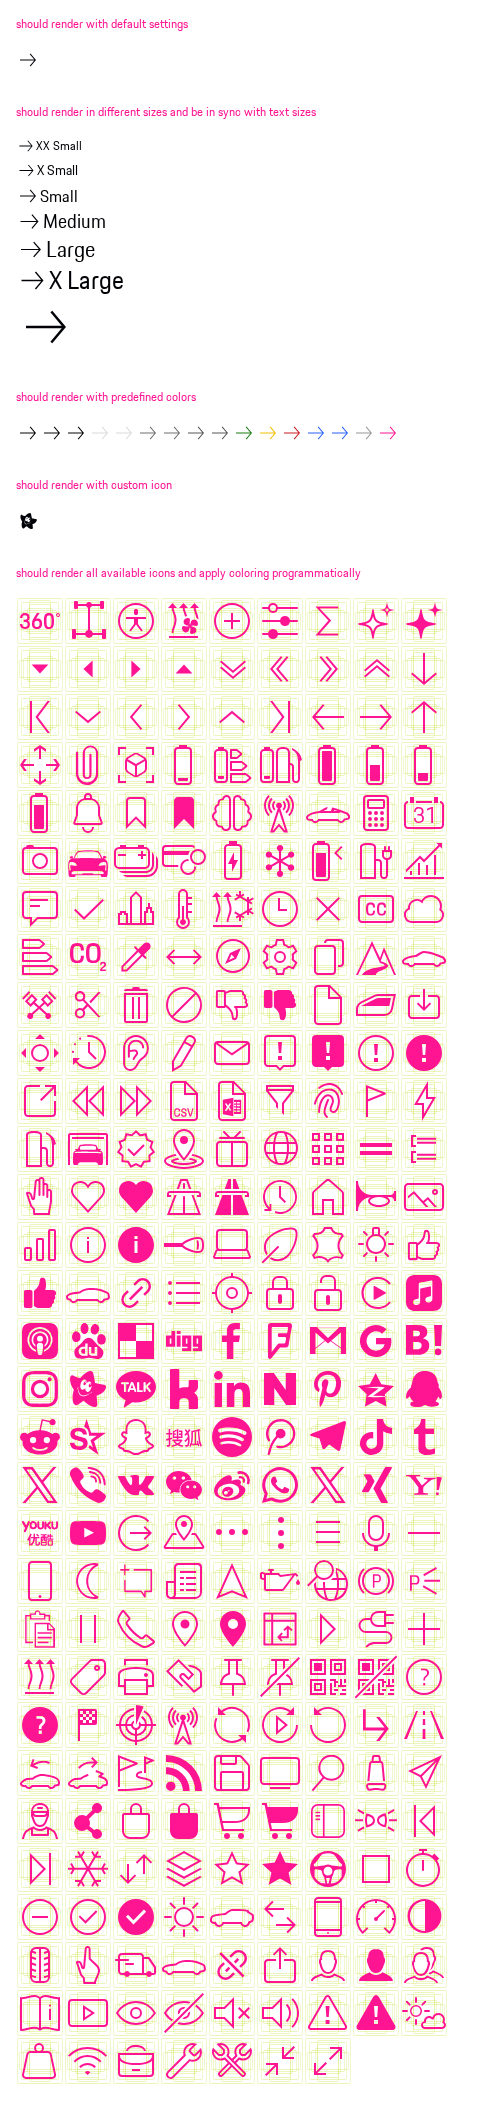 should render with default settings
should render in different sizes and be in sync with text sizes
XX Small
X Small
Small
Medium
Large
X Large
should render with predefined colors
should render with custom icon
should render all available icons and apply coloring programmatically
360°
31
CC
CO2
CSV
X
i i
du digg f F M G B!
TALK k in N
S 搜狐 t
X Y!
YOUKU
优酷
P P
? ?
i